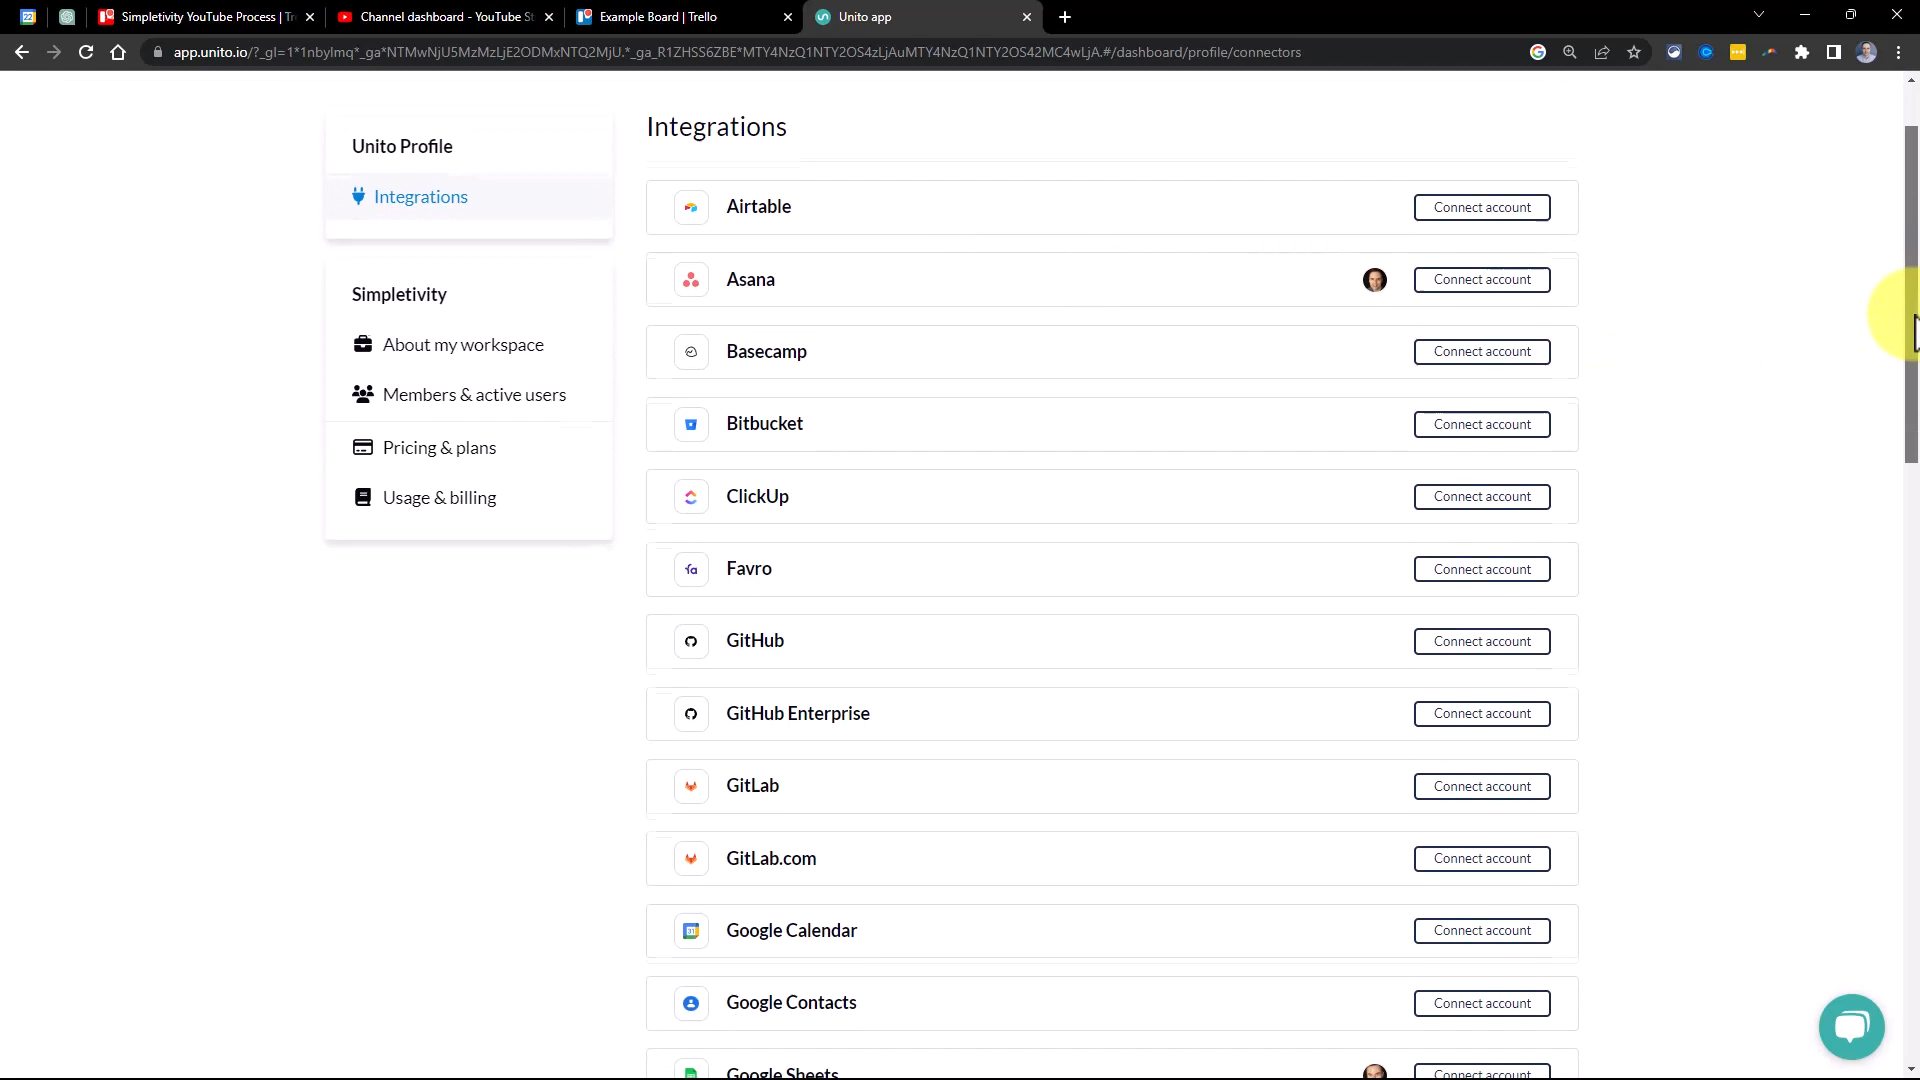 22
Simpletivity YouTube Process | Tr
Channel dashboard - YouTube St
Example Board | Trello
Unito app
app.unito.io/?_gl=1*1nbylmq*_ga*NTMwNjU5MzMzLjE2ODMxNTQ2MjU.*_ga_R1ZHSS6ZBE*MTY4NzQ1NTY2OS4zLjAuMTY4NzQ1NTY2OS42MC4wLjA.#/dashboard/profile/connectors
Unito Profile
Integrations
Simpletivity
About my workspace
Members & active users
Pricing & plans
Usage & billing
Integrations
Airtable
Connect account
Asana
Connect account
Basecamp
Connect account
Bitbucket
Connect account
ClickUp
Connect account
fa
Favro
Connect account
GitHub
Connect account
GitHub Enterprise
Connect account
GitLab
Connect account
GitLab.com
Connect account
31
Google Calendar
Connect account
Google Contacts
Connect account
Google Sheets
Connect account